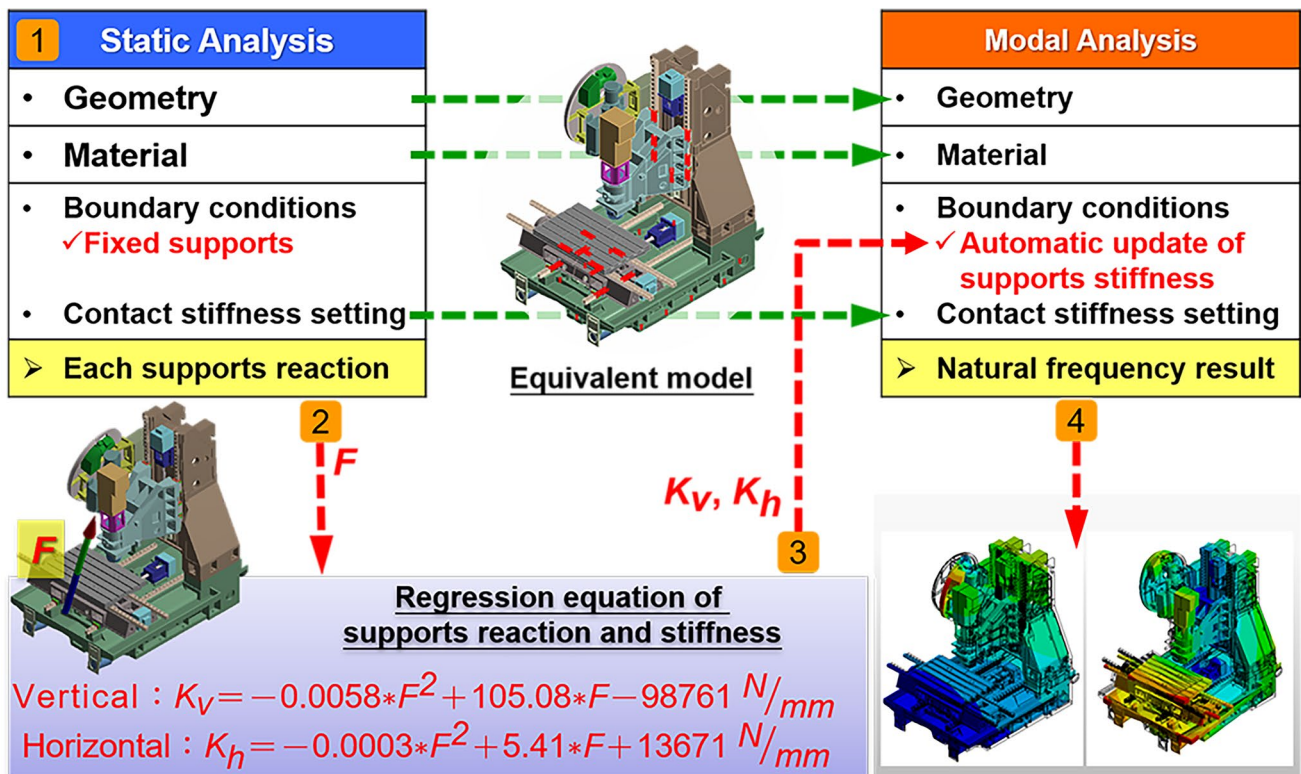 1 Static Analysis
• Geometry
• Material
• Boundary conditions
✓Fixed supports
• Contact stiffness setting
➢ Each supports reaction
Equivalent model
Modal Analysis
• Geometry
• Material
• Boundary conditions
✓Automatic update of
supports stiffness
• Contact stiffness setting
➢ Natural frequency result
2
F
F
Kv, Kh
3
4
Regression equation of
supports reaction and stiffness
Vertical : Kv=−0.0058*F²+105.08*F−98761 N/mm
Horizontal : Kh=−0.0003*F²+5.41*F+13671 N/mm